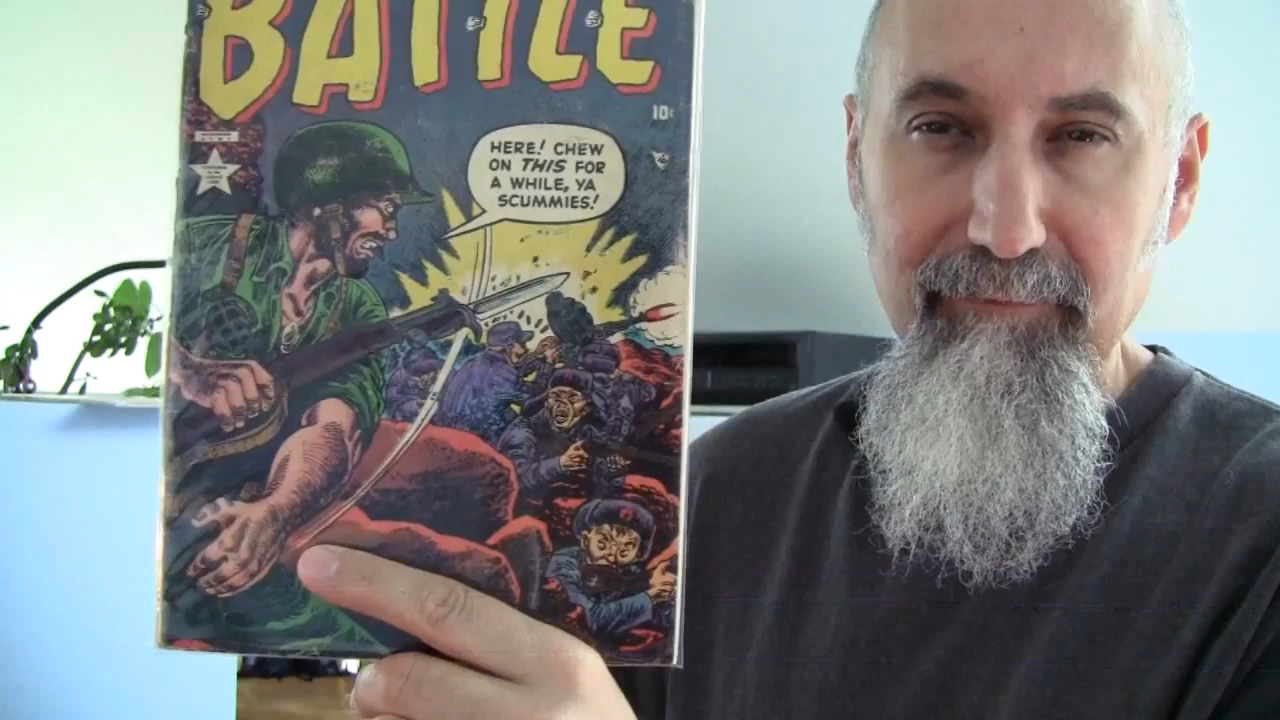 BATTLE
10¢
HERE! CHEW
ON THIS FOR
A WHILE, YA
SCUMMIES!